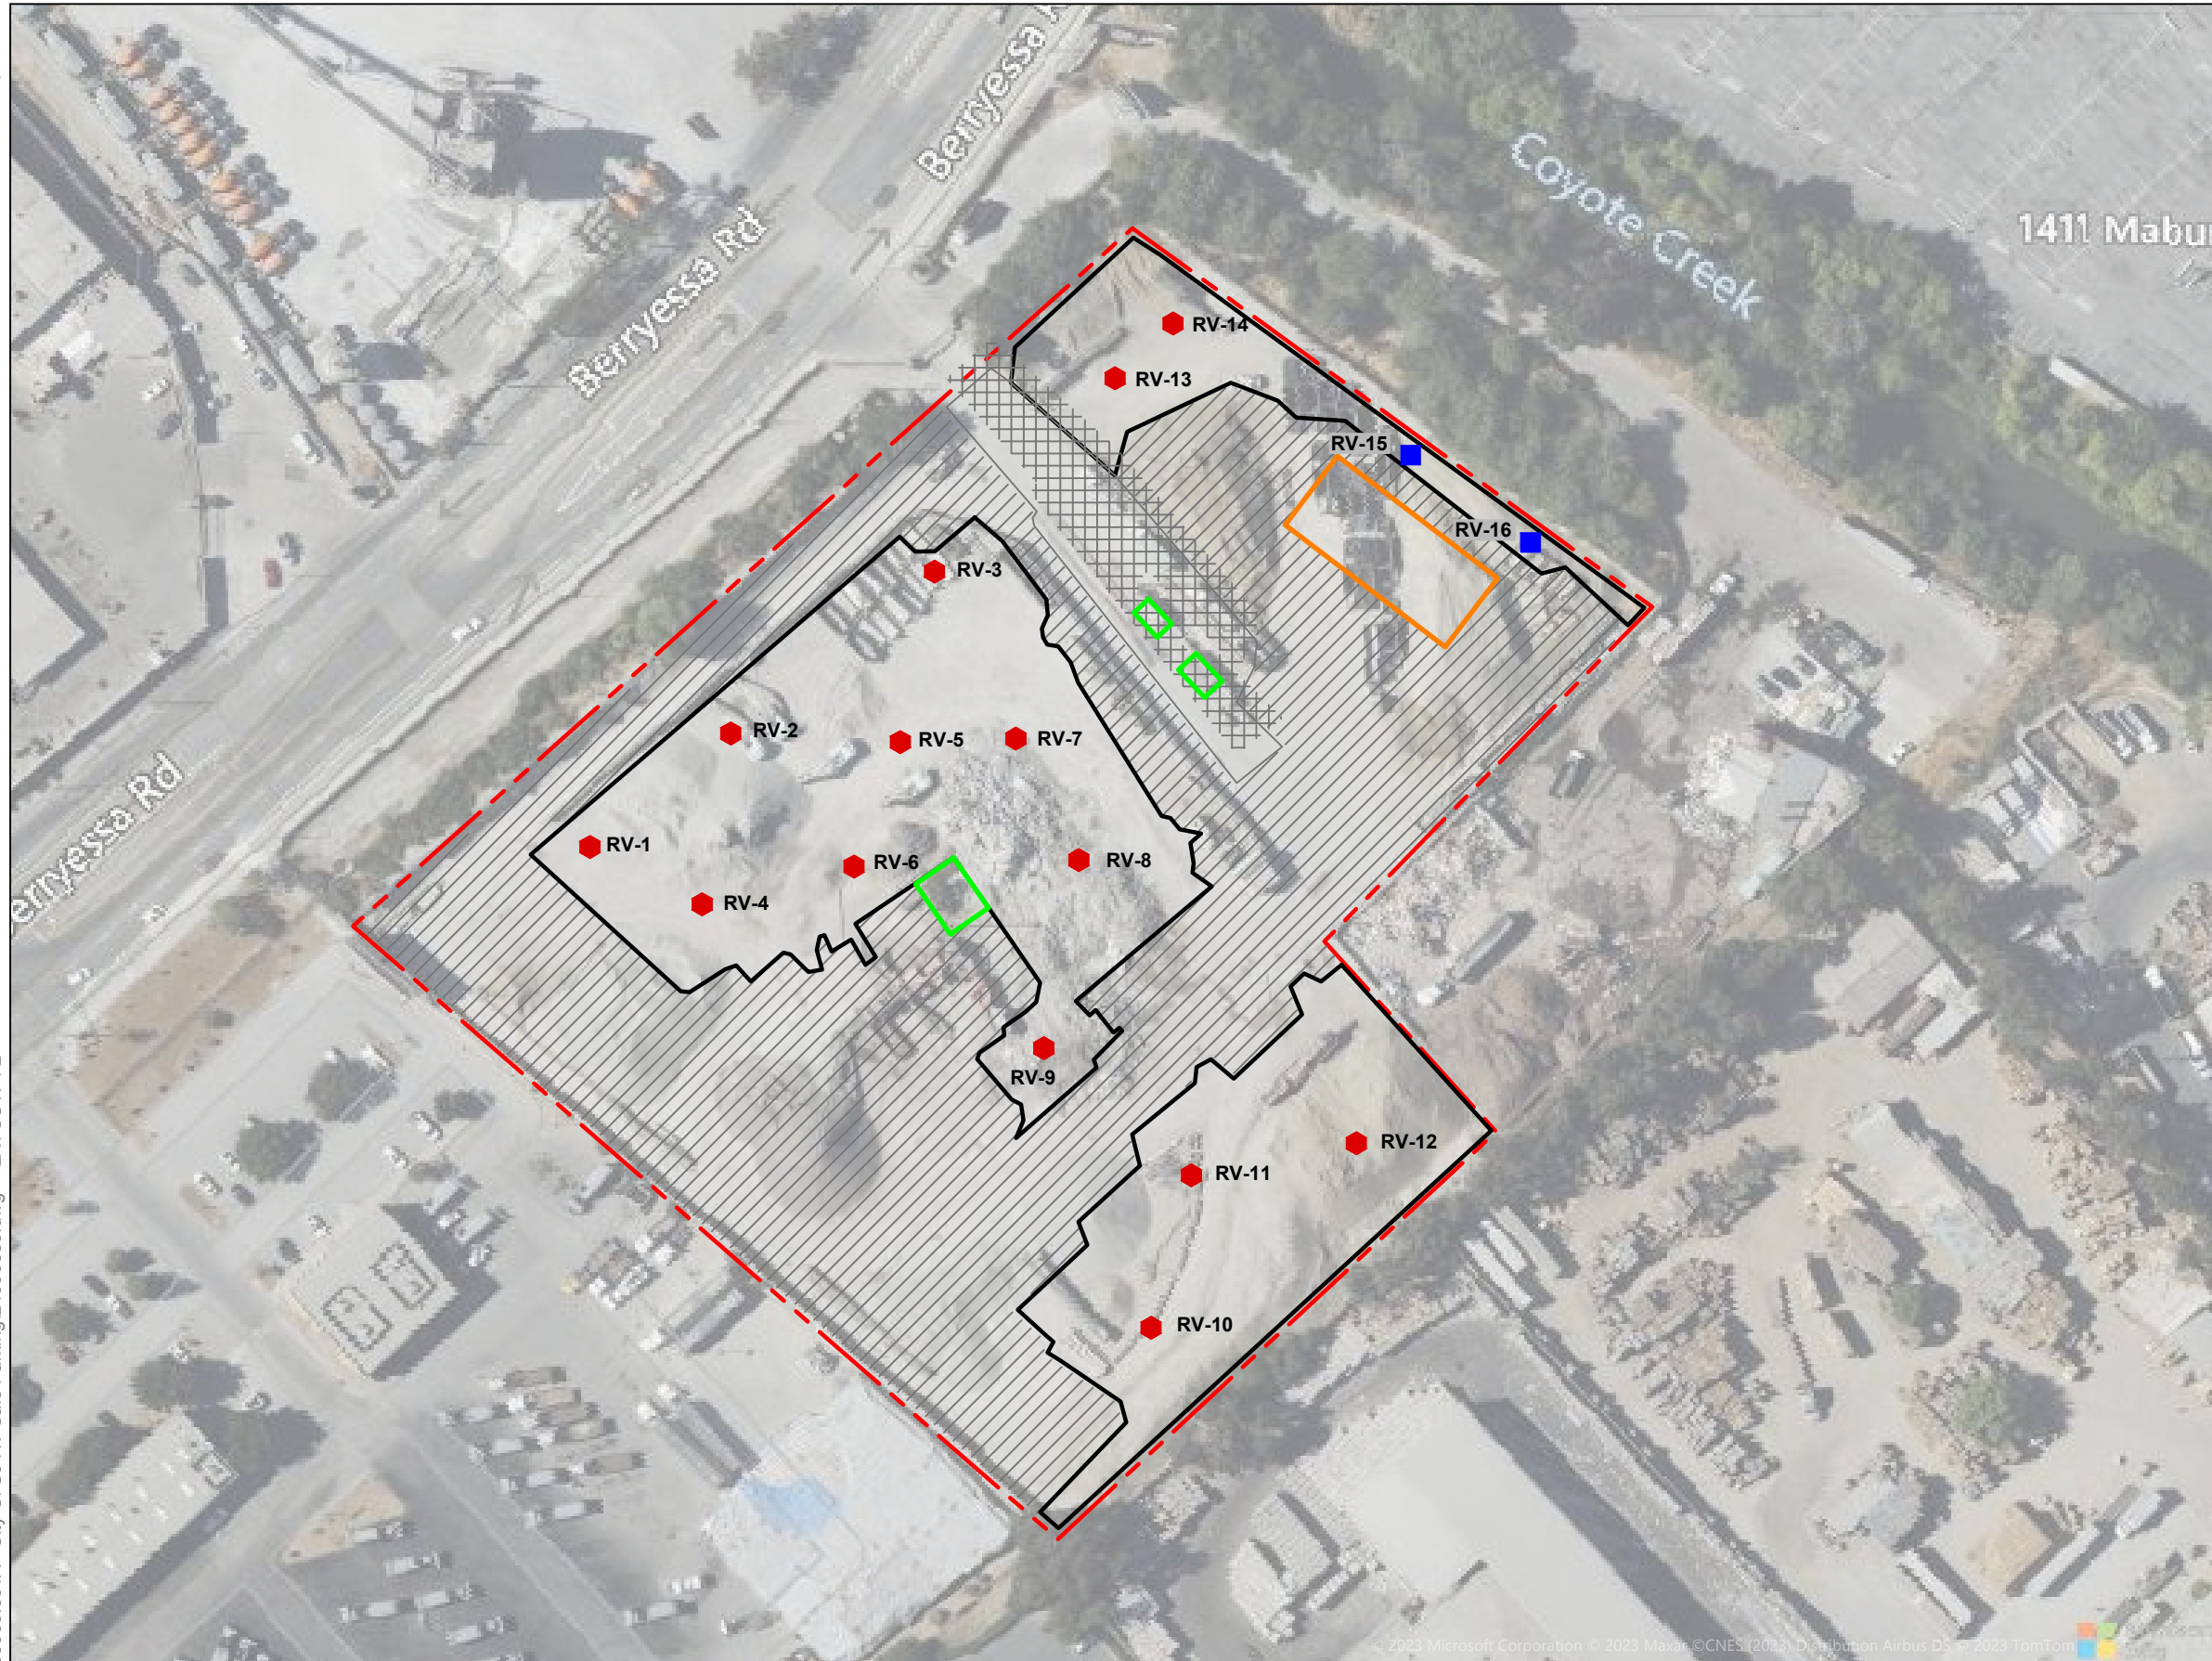 Berryessa R
Coyote Creek
1411 Mabu
Berryessa Rd
RV-14
RV-13
RV-15
RV-16
RV-3
RV-2
RV-5
RV-7
RV-1
RV-6
RV-8
RV-4
erryessa Rd
RV-9
RV-12
RV-11
RV-10
© 2023 Microsoft Corporation © 2023 Maxar ©CNES (2023) Distribution Airbus DS © 2023 TomTom